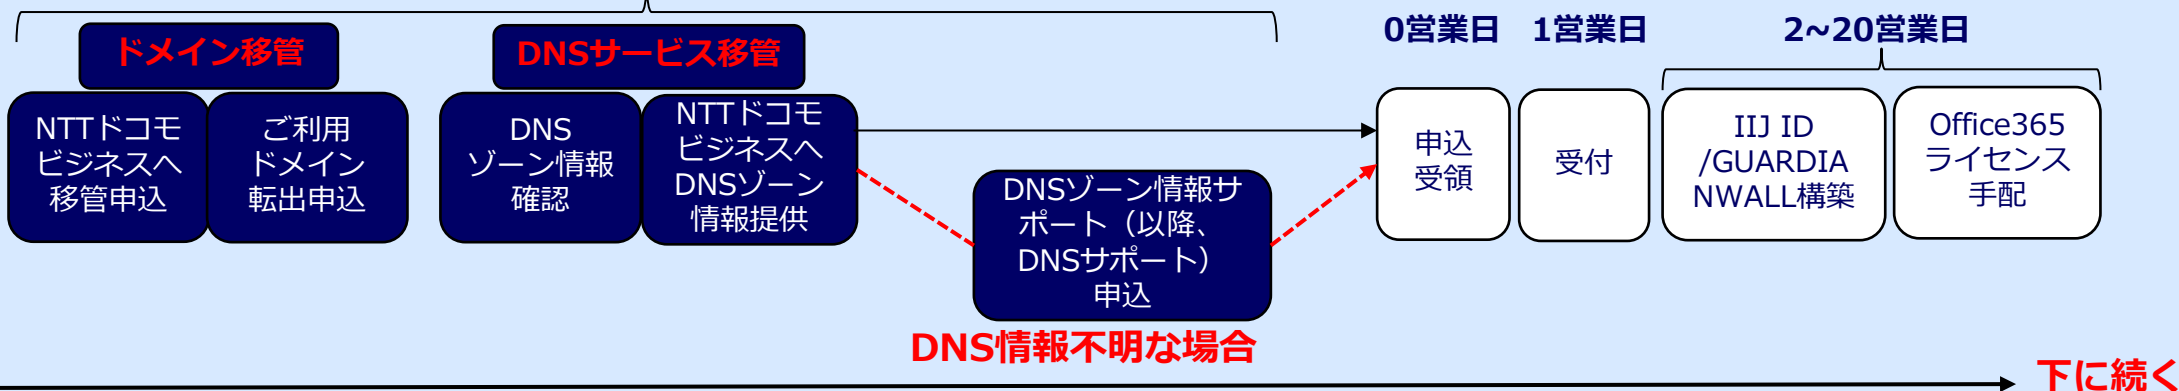 0営業日
1営業日
2~20営業日
ドメイン移管
DNSサービス移管
NTTドコモ
ビジネスへ
移管申込
ご利用
ドメイン
転出申込
DNS
ゾーン情報
確認
NTTドコモ
ビジネスへ
DNSゾーン
情報提供
DNSゾーン情報サ
ポート（以降、
DNSサポート）
申込
申込
受領
受付
IIJ ID
/GUARDIA
NWALL構築
Office365
ライセンス
手配
DNS情報不明な場合
下に続く